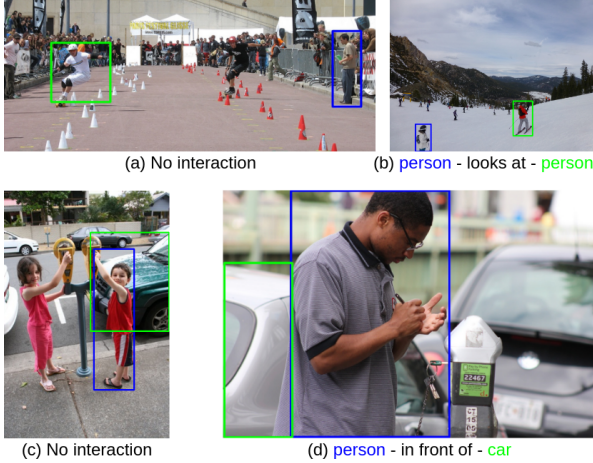 (a) No interaction
(b) person - looks at - person
22467
(c) No interaction
(d) person - in front of - car